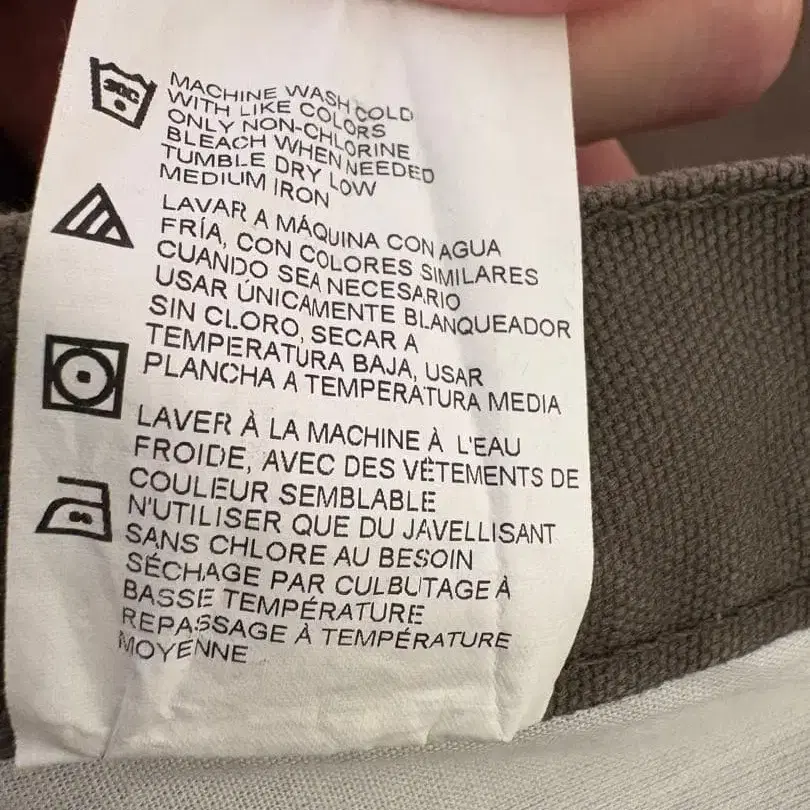 30C
MACHINE WASH COLD
WITH LIKE COLORS
ONLY NON-CHLORINE
BLEACH WHEN NEEDED
TUMBLE DRY LOW
MEDIUM IRON
LAVAR A MÁQUINA CON AGUA
FRÍA, CON COLORES SIMILARES
CUANDO SEA NECESARIO
USAR ÚNICAMENTE BLANQUEADOR
SIN CLORO, SECAR A
TEMPERATURA BAJA, USAR
PLANCHA A TEMPERATURA MEDIA
LAVER À LA MACHINE À L'EAU
FROIDE, AVEC DES VÊTEMENTS DE
COULEUR SEMBLABLE
N'UTILISER QUE DU JAVELLISANT
SANS CHLORE AU BESOIN
SÉCHAGE PAR CULBUTAGE À
BASSE TEMPÉRATURE
REPASSAGE À TEMPÉRATURE
MOYENNE